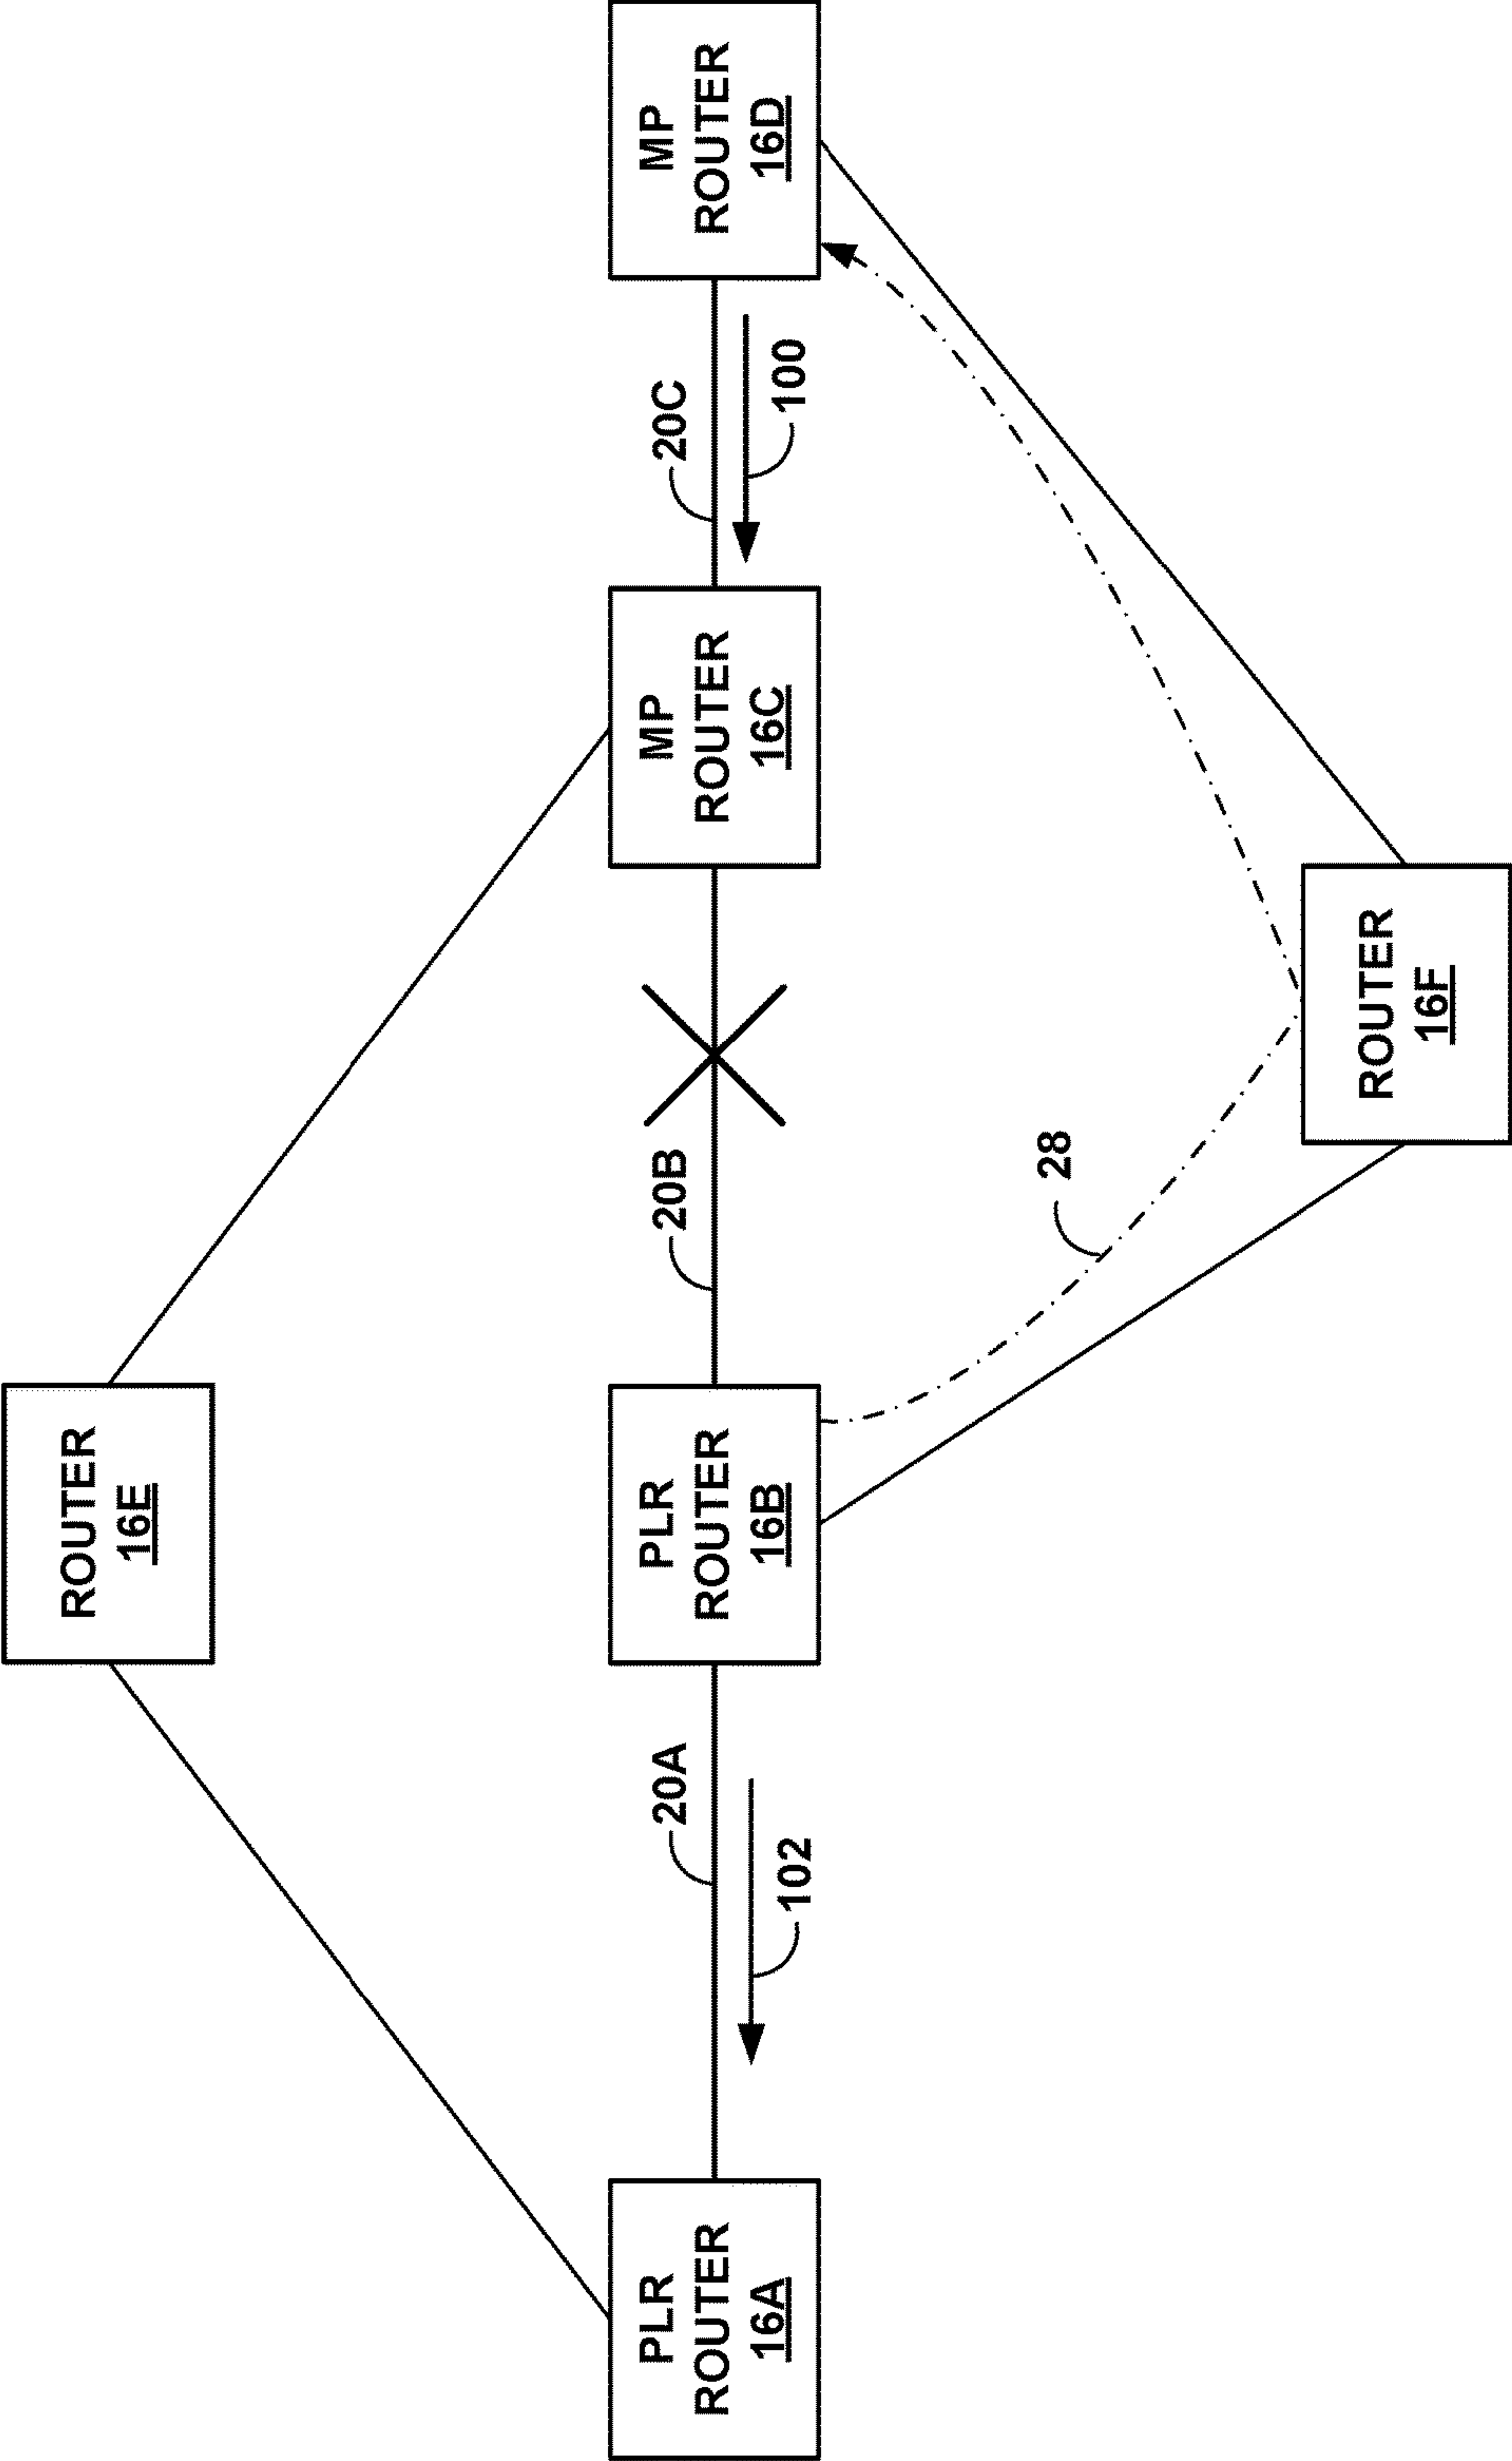 ROUTER
16E
PLR
ROUTER
16A
20A
102
PLR
ROUTER
16B
20B
MP
ROUTER
16C
20C
100
MP
ROUTER
16D
28
ROUTER
16F